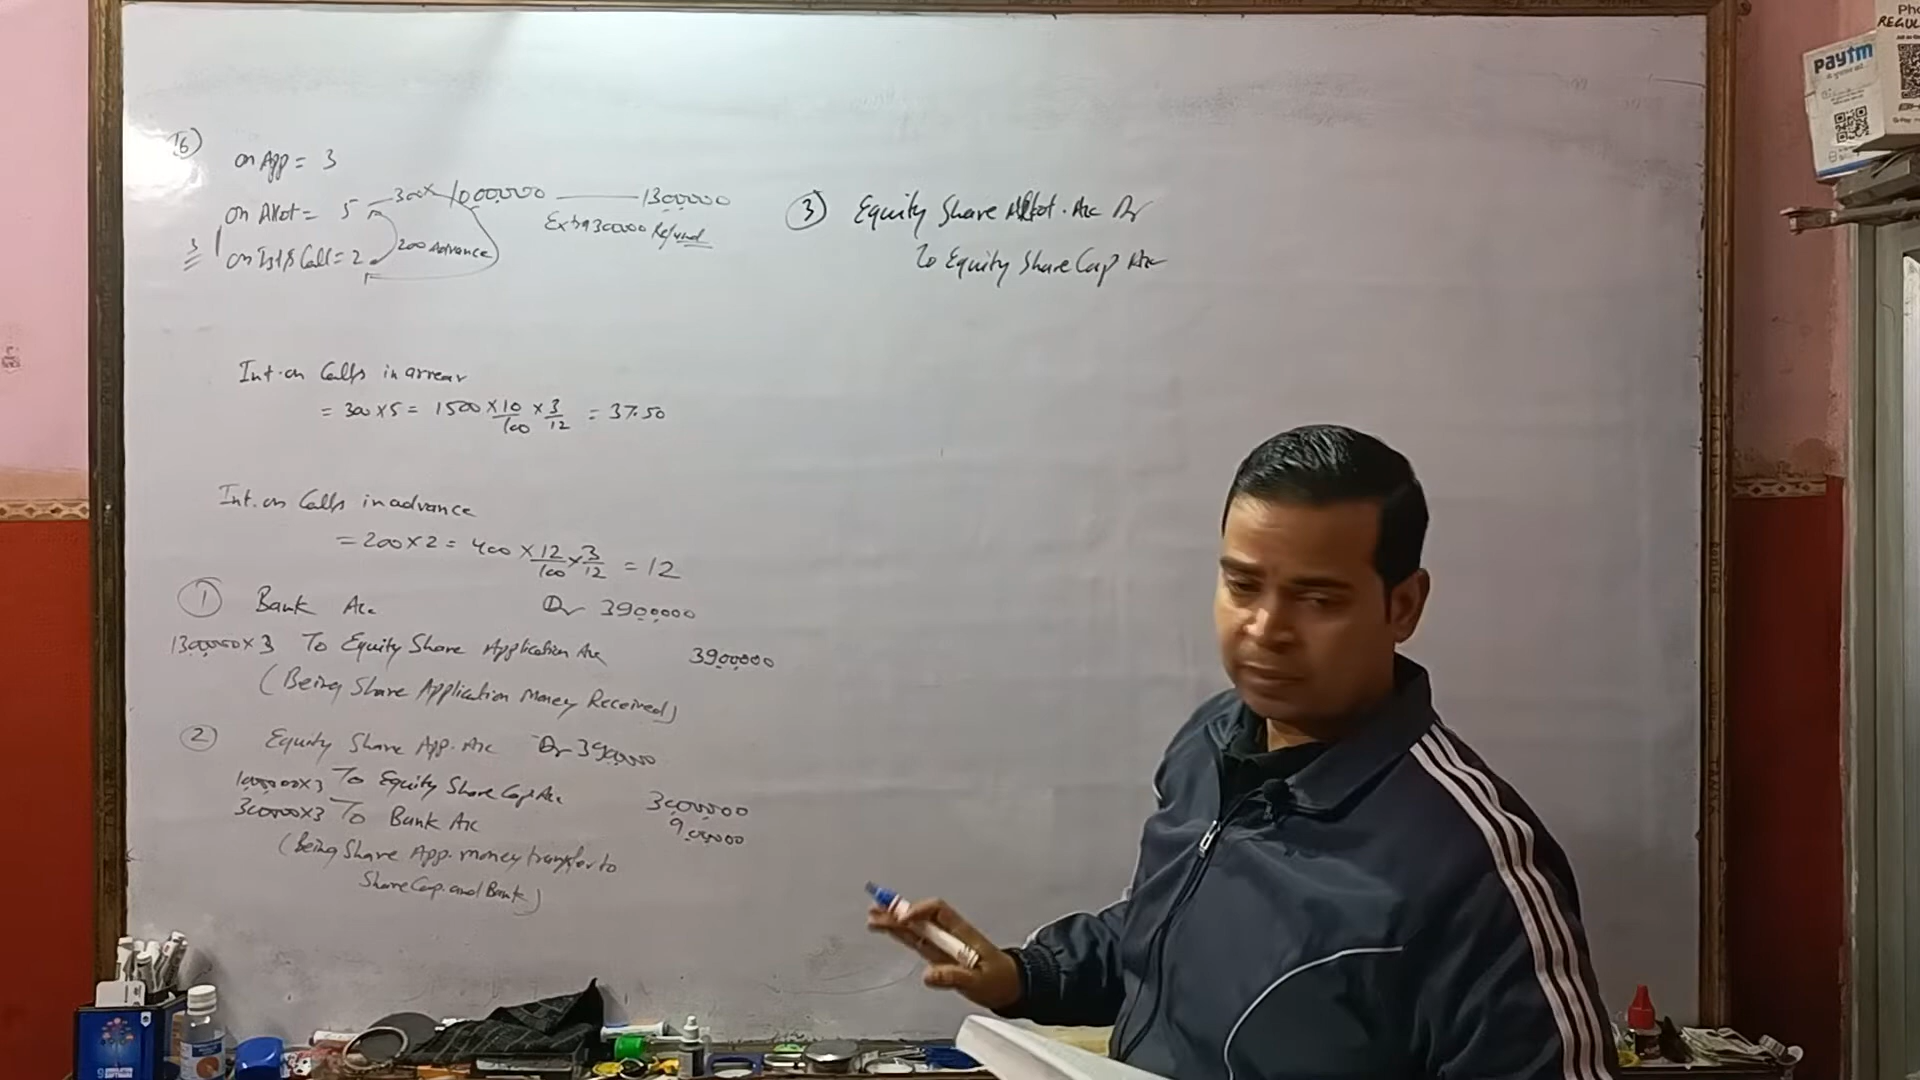 16)
on App = 3
on Allot = 5 300× 1000000 1300000
Extra 300000 Refund
3 on Ist & Call = 2 200 Advance
Int. on Calls in arrear
= 300 × 5 = 1500 × 10/100 × 3/12 = 37.50
Int. on Calls in advance
= 200 × 2 = 400 × 12/100 × 3/12 = 12
① Bank A/c Dr 3900000
1300000 × 3 To Equity Share Application A/c 3900000
(Being Share Application Money Received)
② Equity Share App. A/c Dr 3900000
1000000×3 To Equity Share Cap A/c 3000000
300000×3 To Bank A/c 900000
(Being Share App. money transfer to
Share Cap. and Bank)
③ Equity Share Allot. A/c Dr
To Equity Share Cap A/c
paytm
REGUL